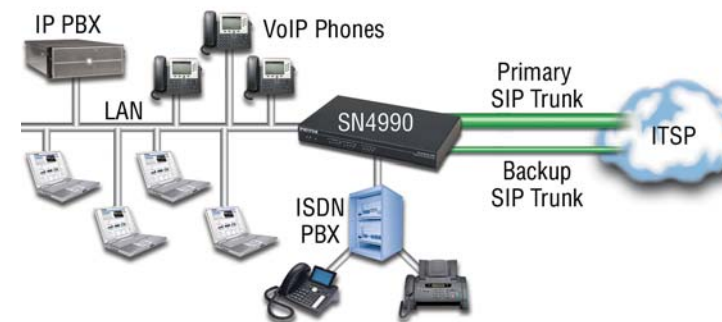 IP PBX
VoIP Phones
LAN
SN4990
Primary
SIP Trunk
ITSP
Backup
SIP Trunk
ISDN
PBX